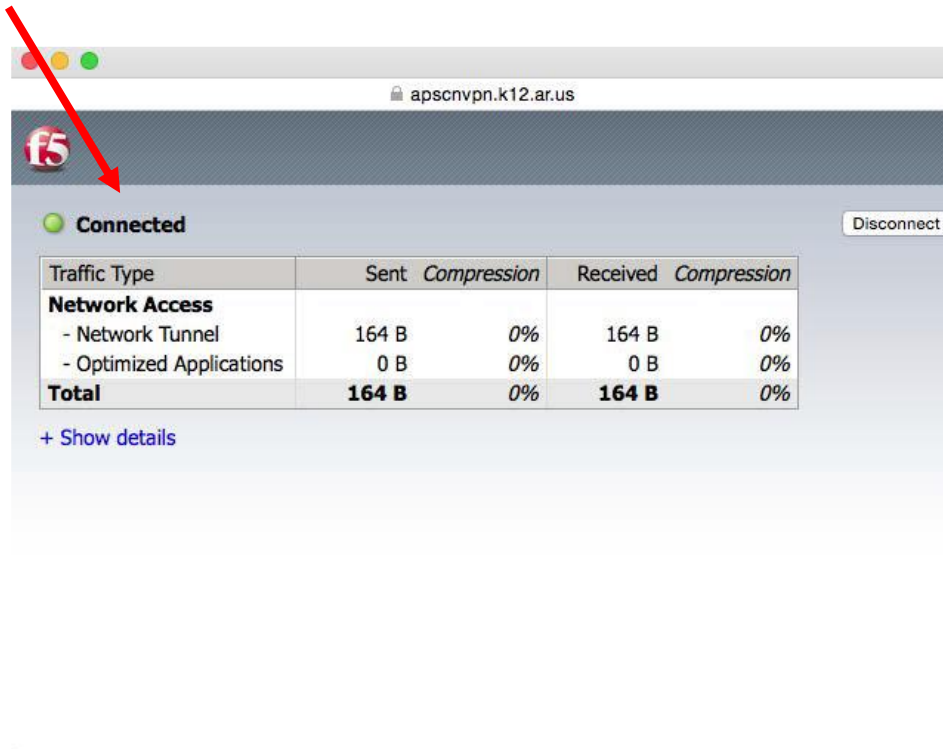 apscnvpn.k12.ar.us
f5
Connected
Disconnect
Traffic Type Sent Compression Received Compression
Network Access
- Network Tunnel 164 B 0% 164 B 0%
- Optimized Applications 0 B 0% 0 B 0%
Total 164 B 0% 164 B 0%
+ Show details